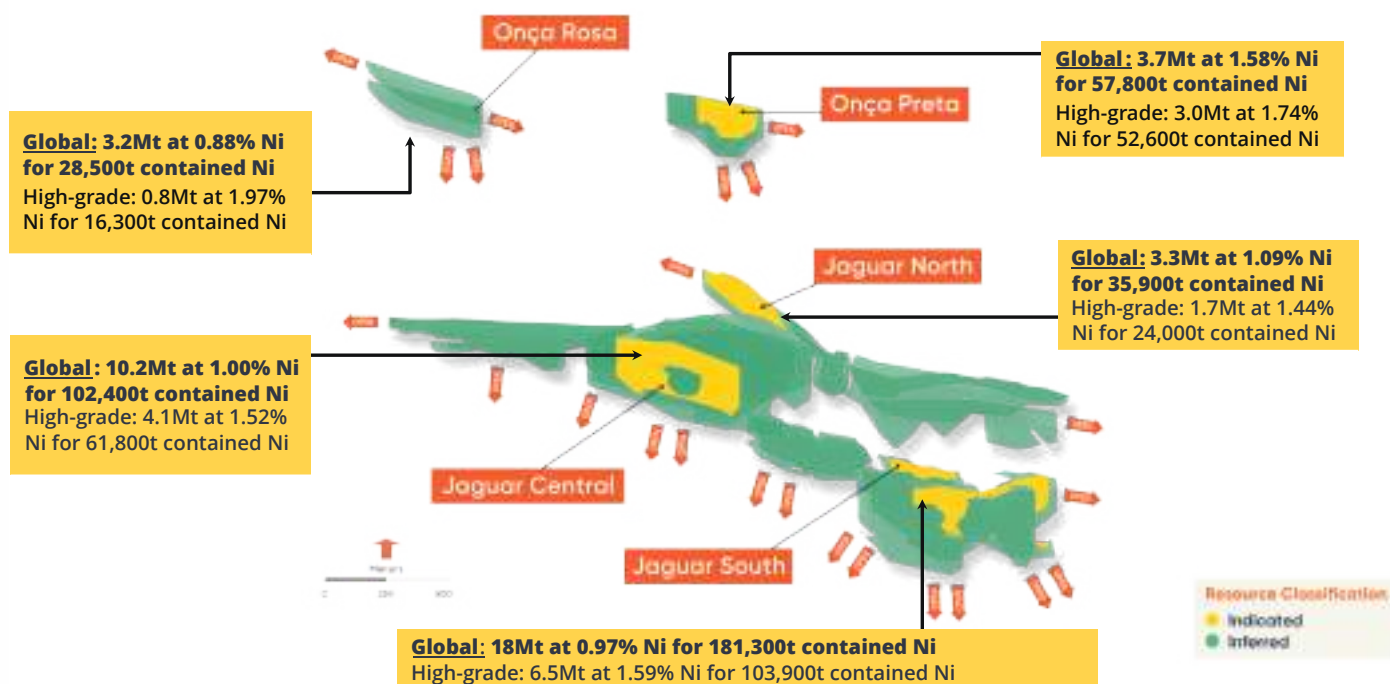 Onça Rosa
Global: 3.7Mt at 1.58% Ni
for 57,800t contained Ni
High-grade: 3.0Mt at 1.74%
Ni for 52,600t contained Ni
Onça Preta
Global: 3.2Mt at 0.88% Ni
for 28,500t contained Ni
High-grade: 0.8Mt at 1.97%
Ni for 16,300t contained Ni
Jaguar North
Global: 3.3Mt at 1.09% Ni
for 35,900t contained Ni
High-grade: 1.7Mt at 1.44%
Ni for 24,000t contained Ni
Global: 10.2Mt at 1.00% Ni
for 102,400t contained Ni
High-grade: 4.1Mt at 1.52%
Ni for 61,800t contained Ni
Jaguar Central
Jaguar South
0
Resource Classification
Indicated
Inferred
Global: 18Mt at 0.97% Ni for 181,300t contained Ni
High-grade: 6.5Mt at 1.59% Ni for 103,900t contained Ni